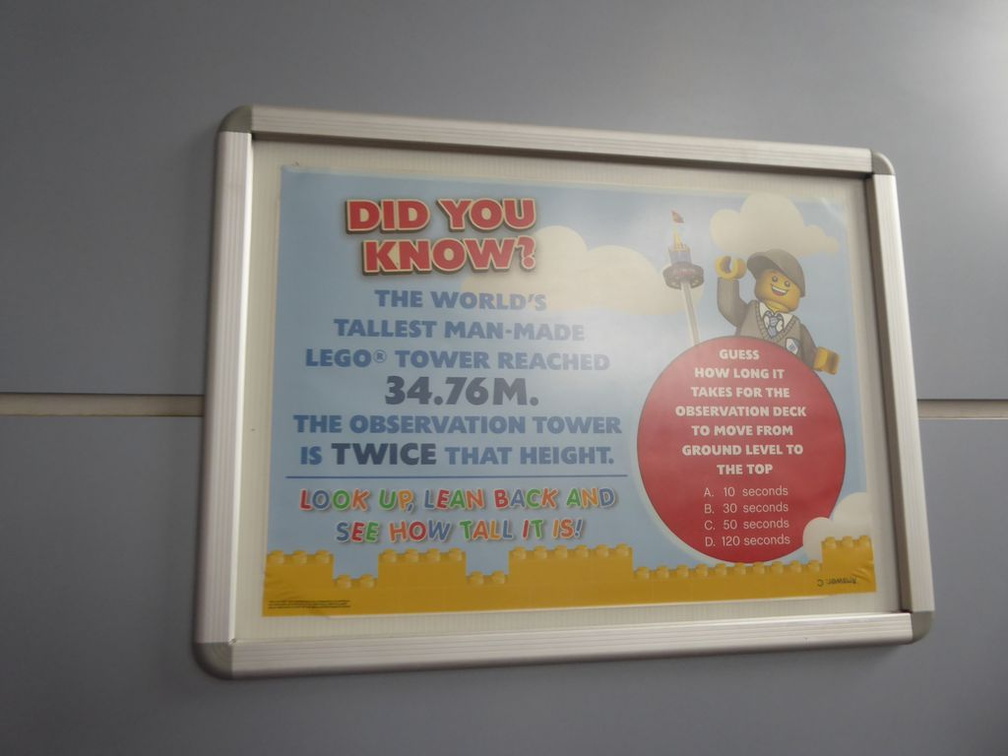 DID YOU
KNOW?
THE WORLD'S
TALLEST MAN-MADE
LEGO® TOWER REACHED
34.76M.
THE OBSERVATION TOWER
IS TWICE THAT HEIGHT.
LOOK UP, LEAN BACK AND
SEE HOW TALL IT IS!
GUESS
HOW LONG IT
TAKES FOR THE
OBSERVATION DECK
TO MOVE FROM
GROUND LEVEL TO
THE TOP
A. 10 seconds
B. 30 seconds
C. 50 seconds
D. 120 seconds
Answer: C